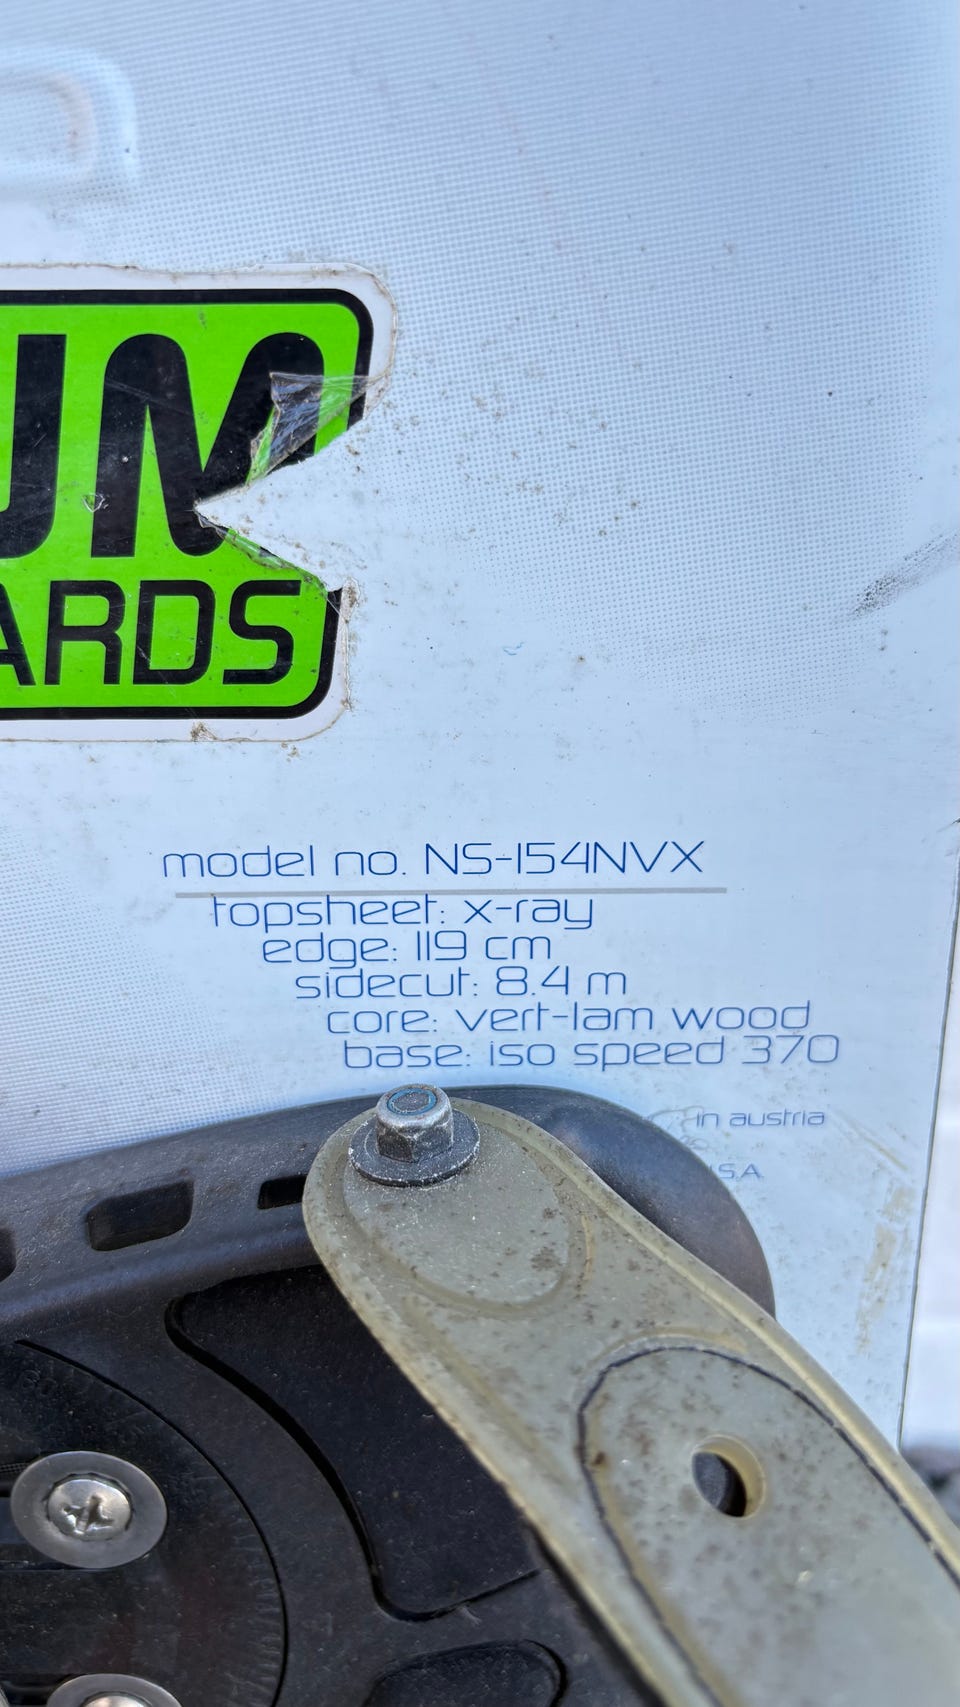 UM
ARDS
model no. NS-154NVX
topsheet: x-ray
edge: 119 cm
sidecut: 8.4 m
core: vert-lam wood
base: iso speed 370
in austria
.S.A.